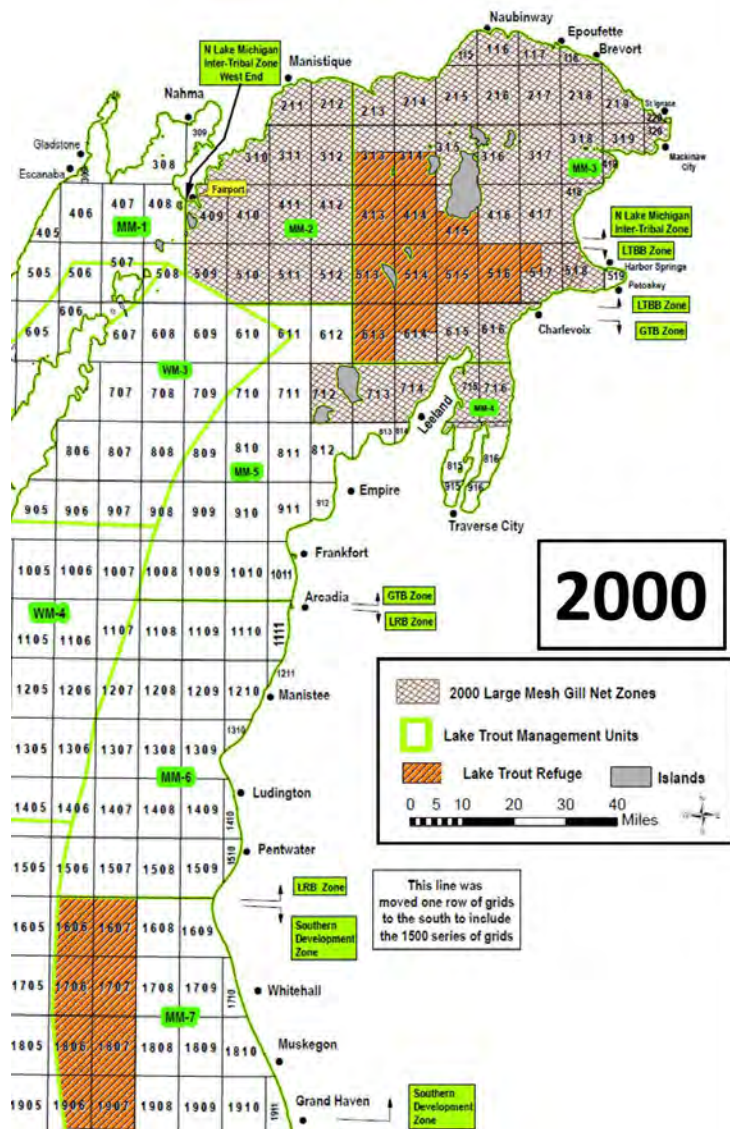 Naubinway
Epoufette
Brevort
N Lake Michigan
Inter-Tribal Zone
West End
Manistique
115 116 117 118
Nahma
211 212 213 214 215 216 217 218 219
St Ignace
220
309
320
Gladstone
308 310 311 312 313 314 315 316 317 318 319
Mackinaw
City
Escanaba
MM-3
Fairport
418
406 407 408 409 410 411 412 413 414 415 416 417
405
MM-1
MM-2
N Lake Michigan
Inter-Tribal Zone
LTBB Zone
507
Harbor Springs
505 506 508 509 510 511 512 513 514 515 516 517 518 519
Petoskey
606
LTBB Zone
605 607 608 609 610 611 612 613 614 615 616
Charlevoix
GTB Zone
WM-3
707 708 709 710 711 712 713 714 715 716
MM-4
Leeland
813 814
806 807 808 809 810 811 812
815 816
MM-5
912
Empire
915 916
905 906 907 908 909 910 911
Traverse City
Frankfort
1005 1006 1007 1008 1009 1010 1011
2000
Arcadia
GTB Zone
WM-4
LRB Zone
1105 1106 1107 1108 1109 1110 1111
1211
2000 Large Mesh Gill Net Zones
1205 1206 1207 1208 1209 1210
Manistee
Lake Trout Management Units
1310
1305 1306 1307 1308 1309
Lake Trout Refuge
Islands
MM-6
Ludington
0 5 10 20 30 40
Miles
1405 1406 1407 1408 1409 1410
Pentwater
1505 1506 1507 1508 1509 1510
LRB Zone
This line was
moved one row of grids
to the south to include
the 1500 series of grids
Southern
Development
Zone
1605 1606 1607 1608 1609
1705 1706 1707 1708 1709 1710
Whitehall
MM-7
Muskegon
1805 1806 1807 1808 1809 1810
Southern
Development
Zone
Grand Haven
1905 1906 1907 1908 1909 1910 1911